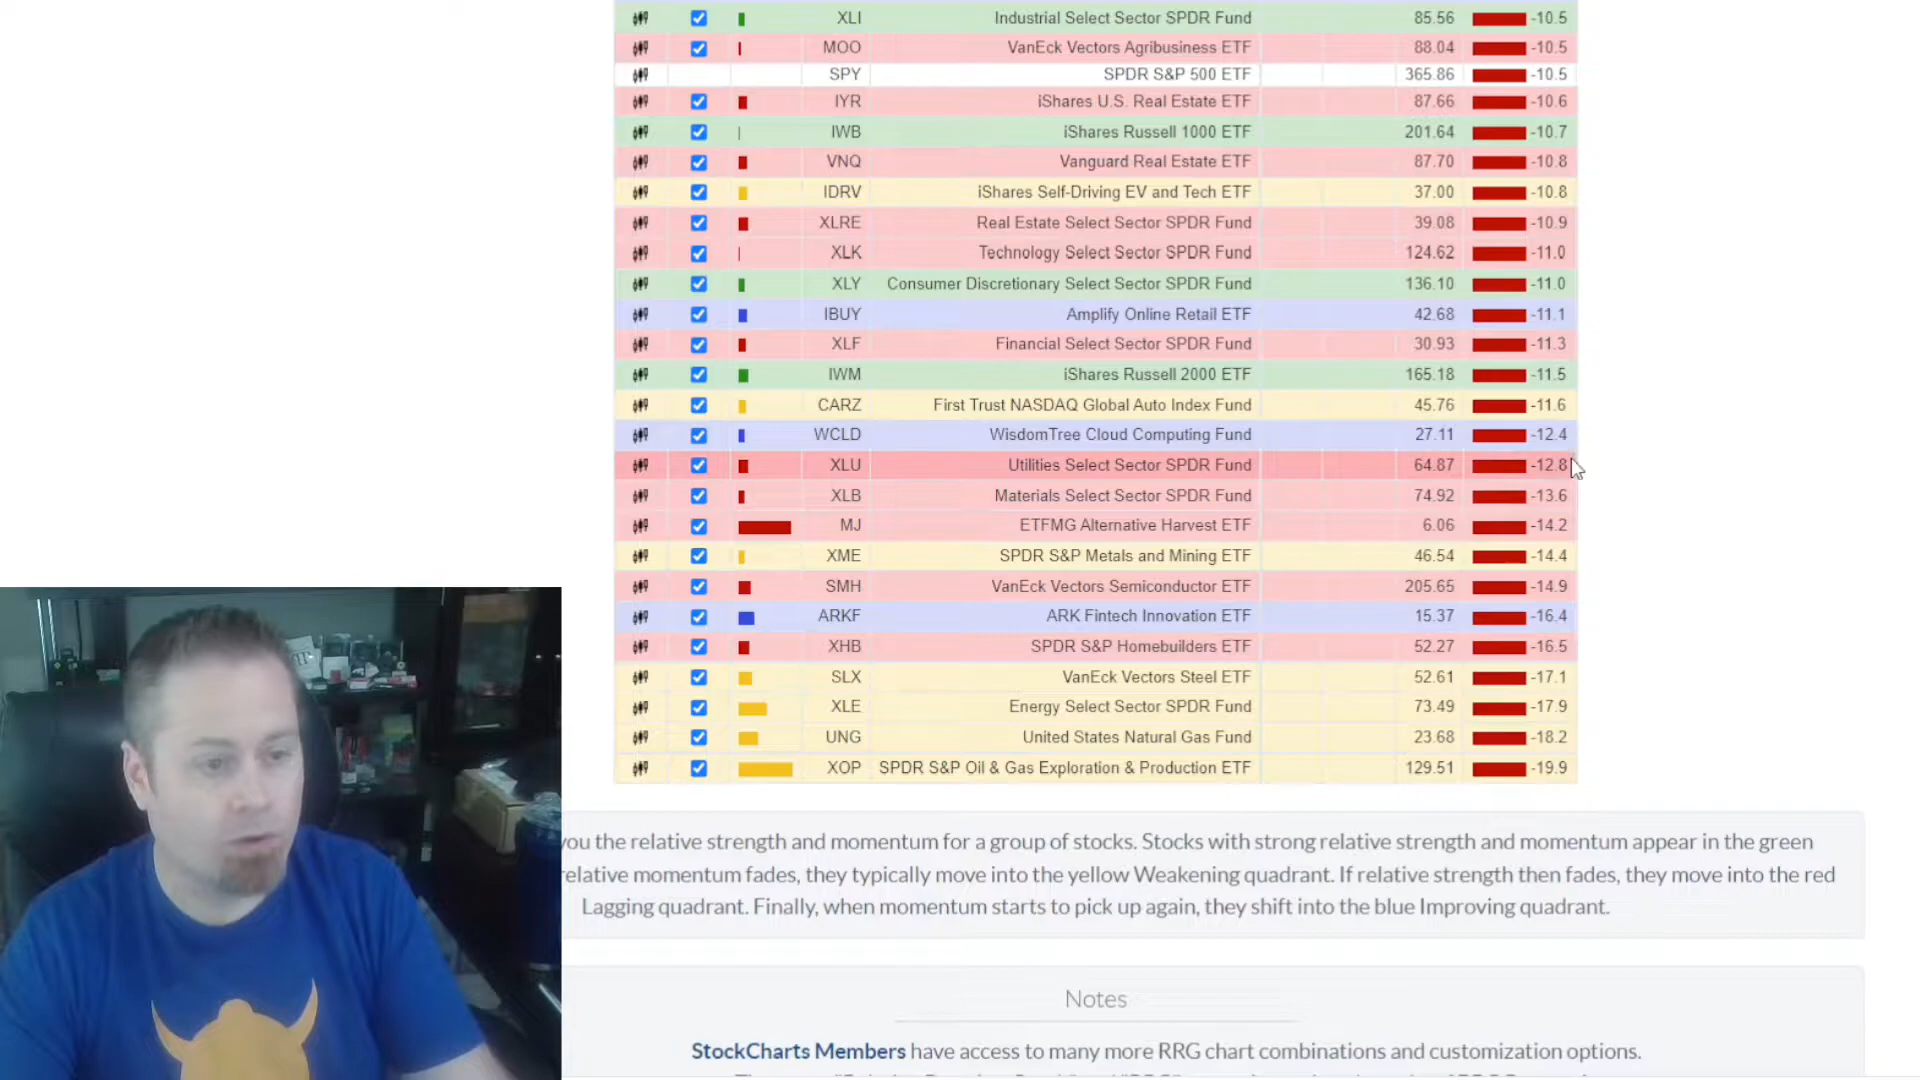 XLI Industrial Select Sector SPDR Fund 85.56 -10.5
MOO VanEck Vectors Agribusiness ETF 88.04 -10.5
SPY SPDR S&P 500 ETF 365.86 -10.5
IYR iShares U.S. Real Estate ETF 87.66 -10.6
IWB iShares Russell 1000 ETF 201.64 -10.7
VNQ Vanguard Real Estate ETF 87.70 -10.8
IDRV iShares Self-Driving EV and Tech ETF 37.00 -10.8
XLRE Real Estate Select Sector SPDR Fund 39.08 -10.9
XLK Technology Select Sector SPDR Fund 124.62 -11.0
XLY Consumer Discretionary Select Sector SPDR Fund 136.10 -11.0
IBUY Amplify Online Retail ETF 42.68 -11.1
XLF Financial Select Sector SPDR Fund 30.93 -11.3
IWM iShares Russell 2000 ETF 165.18 -11.5
CARZ First Trust NASDAQ Global Auto Index Fund 45.76 -11.6
WCLD WisdomTree Cloud Computing Fund 27.11 -12.4
XLU Utilities Select Sector SPDR Fund 64.87 -12.8
XLB Materials Select Sector SPDR Fund 74.92 -13.6
MJ ETFMG Alternative Harvest ETF 6.06 -14.2
XME SPDR S&P Metals and Mining ETF 46.54 -14.4
SMH VanEck Vectors Semiconductor ETF 205.65 -14.9
ARKF ARK Fintech Innovation ETF 15.37 -16.4
XHB SPDR S&P Homebuilders ETF 52.27 -16.5
SLX VanEck Vectors Steel ETF 52.61 -17.1
XLE Energy Select Sector SPDR Fund 73.49 -17.9
UNG United States Natural Gas Fund 23.68 -18.2
XOP SPDR S&P Oil & Gas Exploration & Production ETF 129.51 -19.9
you the relative strength and momentum for a group of stocks. Stocks with strong relative strength and momentum appear in the green
relative momentum fades, they typically move into the yellow Weakening quadrant. If relative strength then fades, they move into the red
Lagging quadrant. Finally, when momentum starts to pick up again, they shift into the blue Improving quadrant.
Notes
StockCharts Members have access to many more RRG chart combinations and customization options.